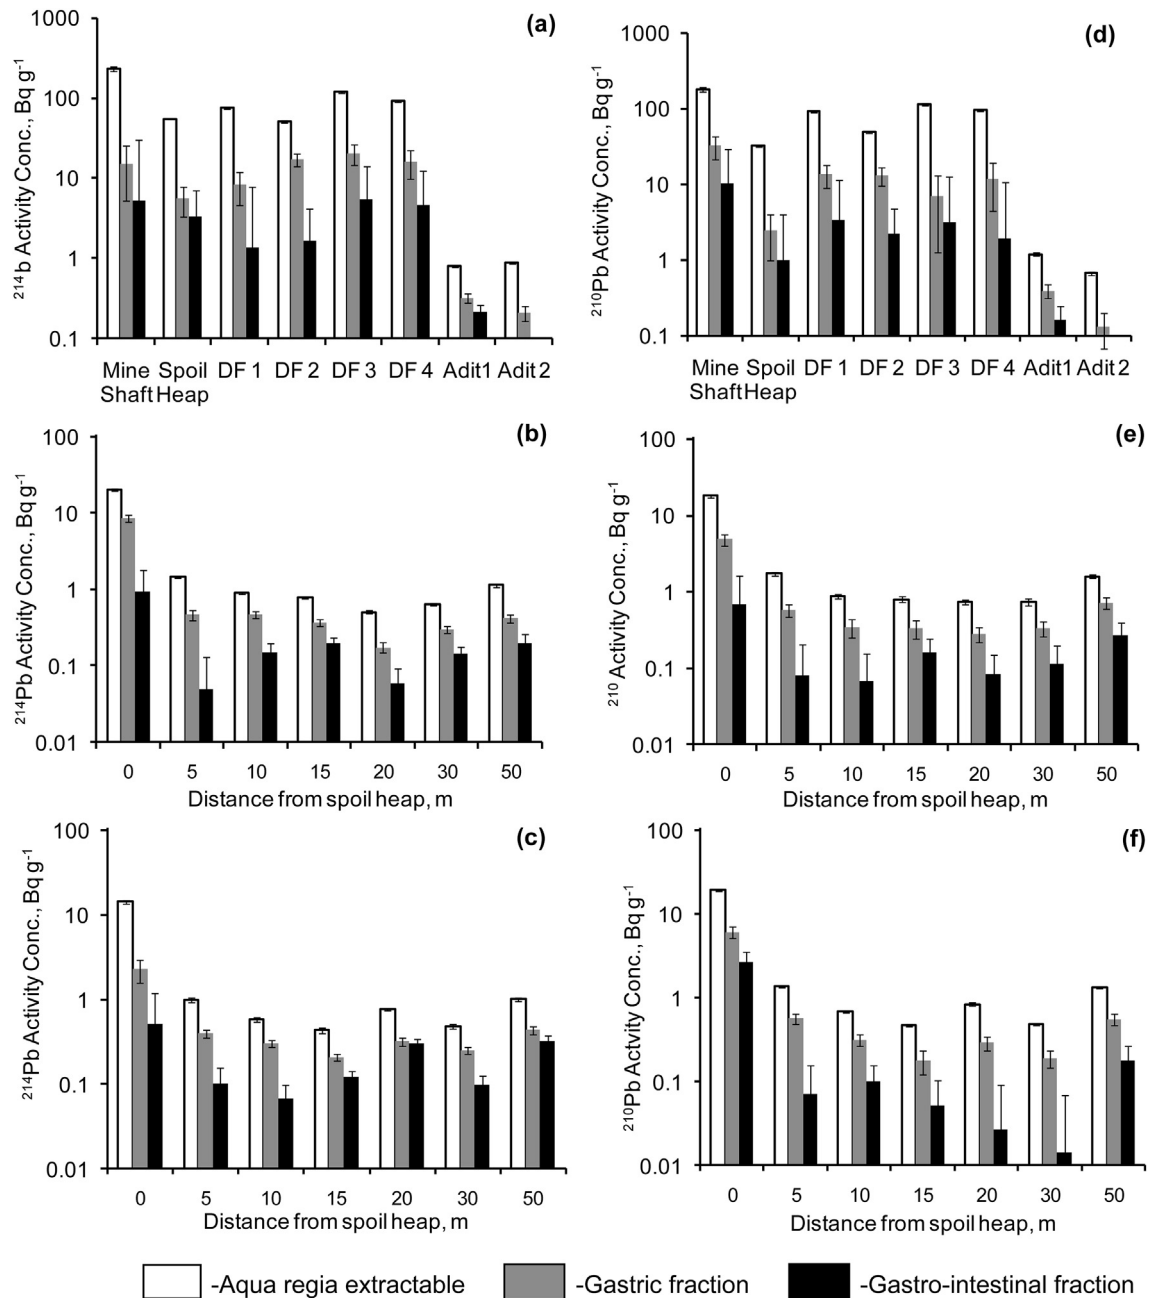 (a)
1000
100
10
1
0.1
²¹⁴b Activity Conc., Bq g⁻¹
Mine Spoil DF 1 DF 2 DF 3 DF 4 Adit1 Adit 2
Shaft Heap
(d)
1000
100
10
1
0.1
²¹⁰Pb Activity Conc., Bq g⁻¹
Mine Spoil DF 1 DF 2 DF 3 DF 4 Adit1 Adit 2
Shaft Heap
(b)
100
10
1
0.1
0.01
²¹⁴Pb Activity Conc., Bq g⁻¹
0 5 10 15 20 30 50
Distance from spoil heap, m
(e)
100
10
1
0.1
0.01
²¹⁰ Activity Conc., Bq g⁻¹
0 5 10 15 20 30 50
Distance from spoil heap, m
(c)
100
10
1
0.1
0.01
²¹⁴Pb Activity Conc., Bq g⁻¹
0 5 10 15 20 30 50
Distance from spoil heap, m
(f)
100
10
1
0.1
0.01
²¹⁰Pb Activity Conc., Bq g⁻¹
0 5 10 15 20 30 50
Distance from spoil heap, m
-Aqua regia extractable -Gastric fraction -Gastro-intestinal fraction